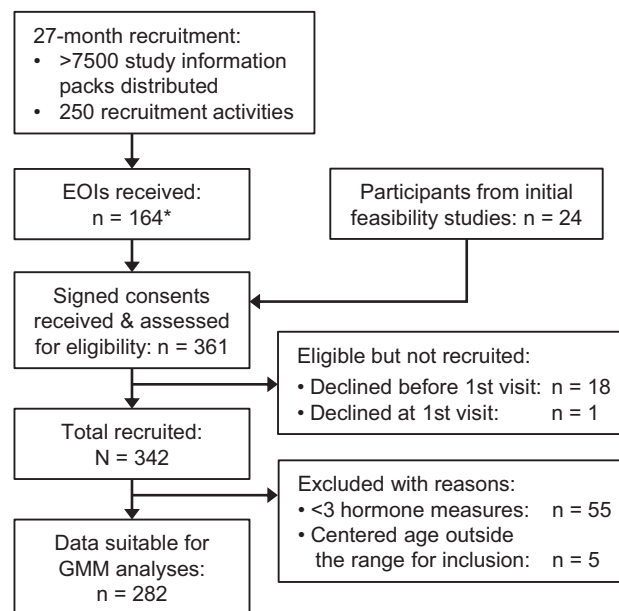 27-month recruitment:
• >7500 study information
packs distributed
• 250 recruitment activities
EOIs received:
n = 164*
Participants from initial
feasibility studies: n = 24
Signed consents
received & assessed
for eligibility: n = 361
Eligible but not recruited:
• Declined before 1st visit: n = 18
• Declined at 1st visit: n = 1
Total recruited:
N = 342
Excluded with reasons:
• <3 hormone measures: n = 55
• Centered age outside
the range for inclusion: n = 5
Data suitable for
GMM analyses:
n = 282